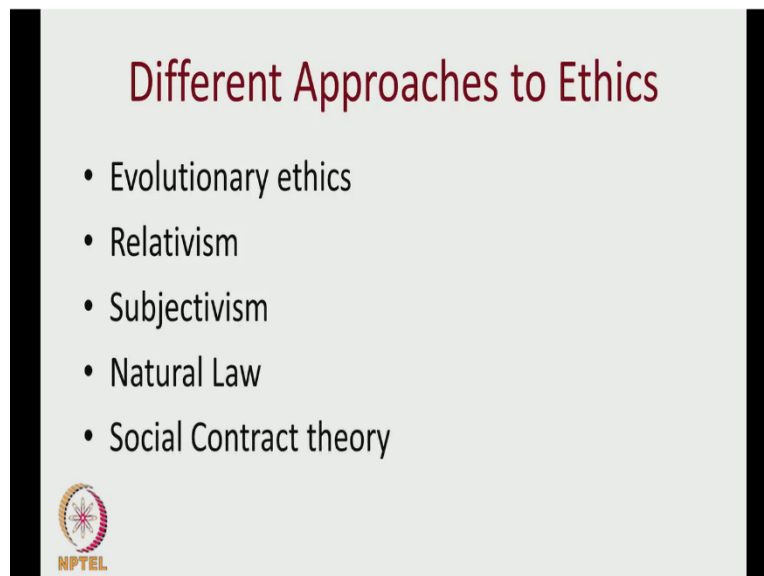 Different Approaches to Ethics
• Evolutionary ethics
• Relativism
• Subjectivism
• Natural Law
• Social Contract theory
NPTEL